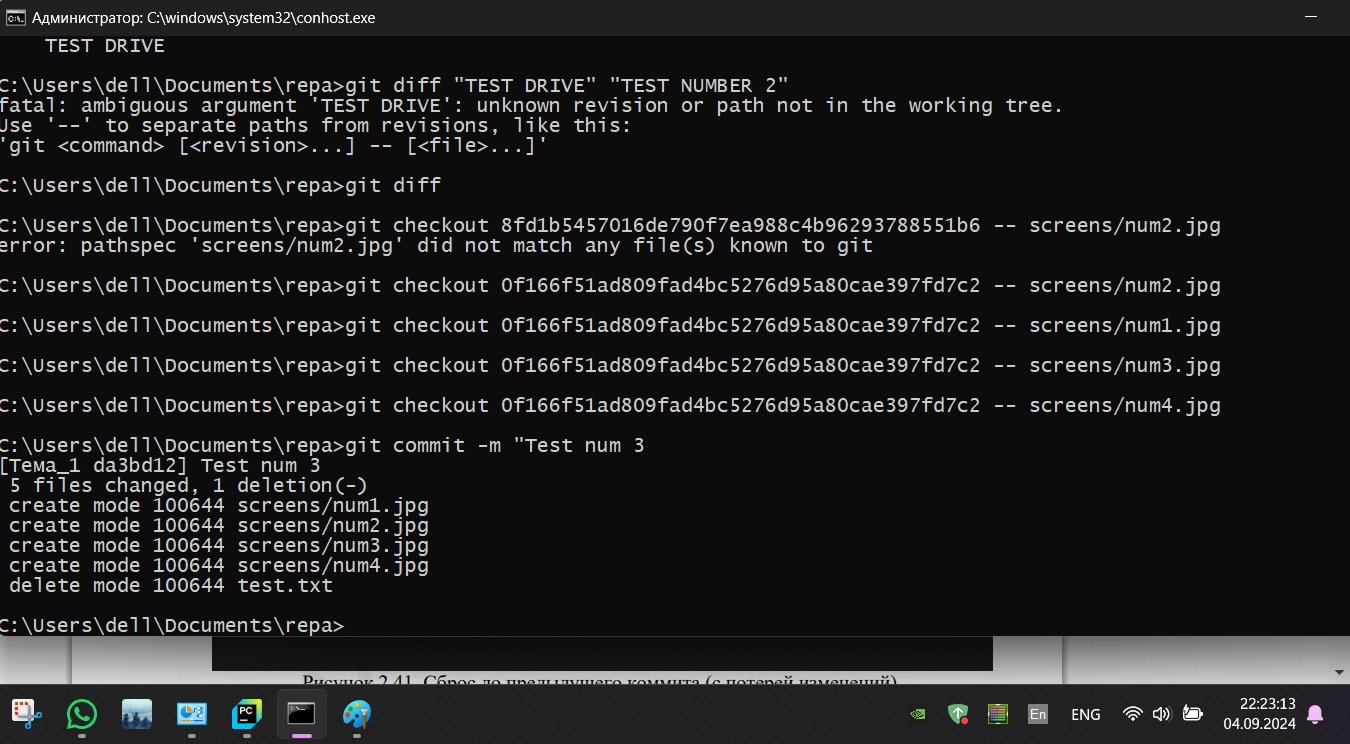 Администратор: C:\windows\system32\conhost.exe
TEST DRIVE
C:\Users\dell\Documents\repa>git diff "TEST DRIVE" "TEST NUMBER 2"
fatal: ambiguous argument 'TEST DRIVE': unknown revision or path not in the working tree.
Use '--' to separate paths from revisions, like this:
'git <command> [<revision>...] -- [<file>...]'
C:\Users\dell\Documents\repa>git diff
C:\Users\dell\Documents\repa>git checkout 8fd1b5457016de790f7ea988c4b96293788551b6 -- screens/num2.jpg
error: pathspec 'screens/num2.jpg' did not match any file(s) known to git
C:\Users\dell\Documents\repa>git checkout 0f166f51ad809fad4bc5276d95a80cae397fd7c2 -- screens/num2.jpg
C:\Users\dell\Documents\repa>git checkout 0f166f51ad809fad4bc5276d95a80cae397fd7c2 -- screens/num1.jpg
C:\Users\dell\Documents\repa>git checkout 0f166f51ad809fad4bc5276d95a80cae397fd7c2 -- screens/num3.jpg
C:\Users\dell\Documents\repa>git checkout 0f166f51ad809fad4bc5276d95a80cae397fd7c2 -- screens/num4.jpg
C:\Users\dell\Documents\repa>git commit -m "Test num 3
[Тема_1 da3bd12] Test num 3
5 files changed, 1 deletion(-)
create mode 100644 screens/num1.jpg
create mode 100644 screens/num2.jpg
create mode 100644 screens/num3.jpg
create mode 100644 screens/num4.jpg
delete mode 100644 test.txt
C:\Users\dell\Documents\repa>
Рисунок 2.41. Сброс до предыдущего коммита (с потерей изменений)
PC
En
ENG
22:23:13
04.09.2024